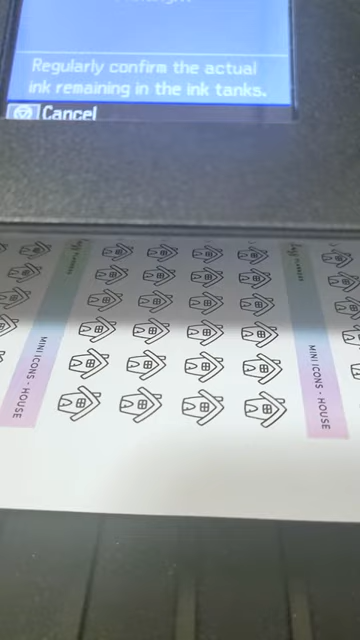 Regularly confirm the actual
ink remaining in the ink tanks.
Cancel
MINI ICONS - HOUSE
MINI ICONS - HOUSE